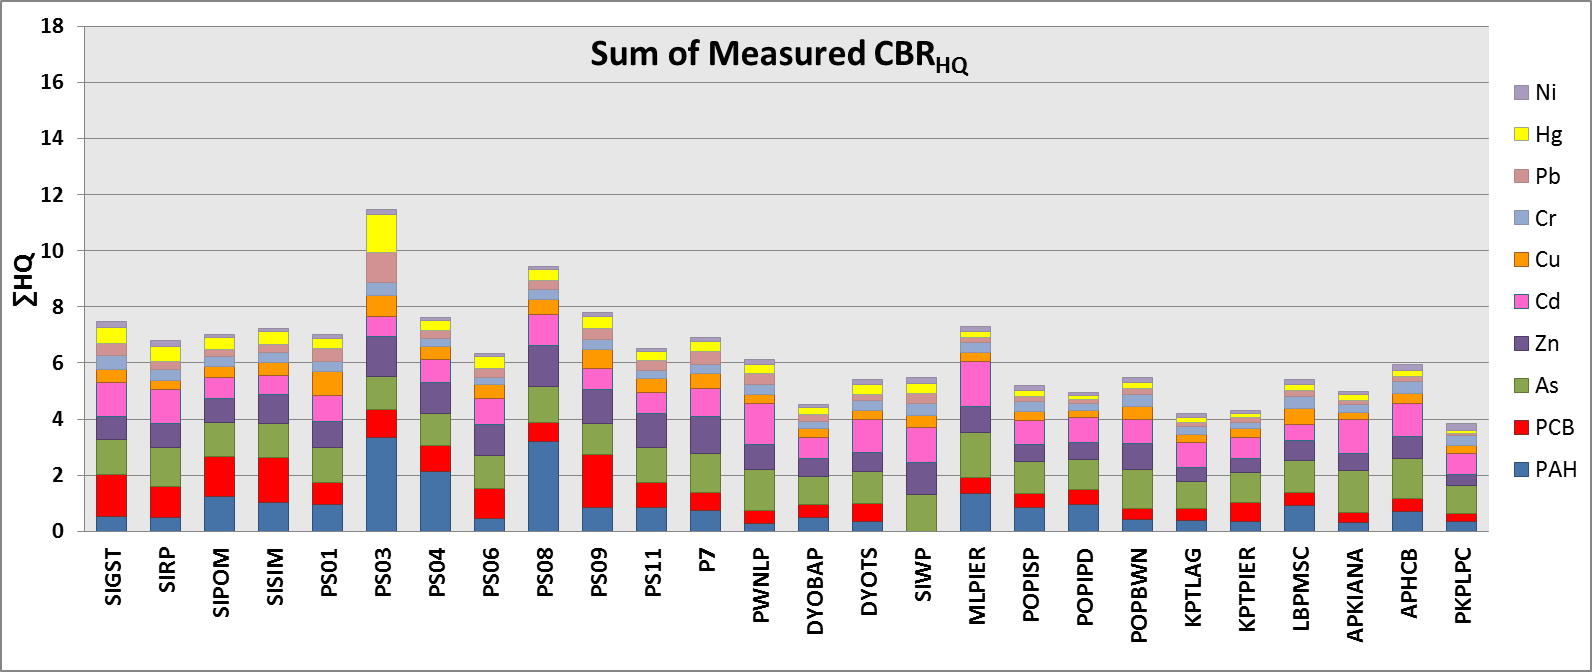 Sum of Measured CBRHQ
∑HQ
18
16
14
12
10
8
6
4
2
0
SIGST
SIRP
SIPOM
SISIM
PS01
PS03
PS04
PS06
PS08
PS09
PS11
P7
PWNLP
DYOBAP
DYOTS
SIWP
MLPIER
POPISP
POPIPD
POPBWN
KPTLAG
KPTPIER
LBPMSC
APKIANA
APHCB
PKPLPC
Ni
Hg
Pb
Cr
Cu
Cd
Zn
As
PCB
PAH